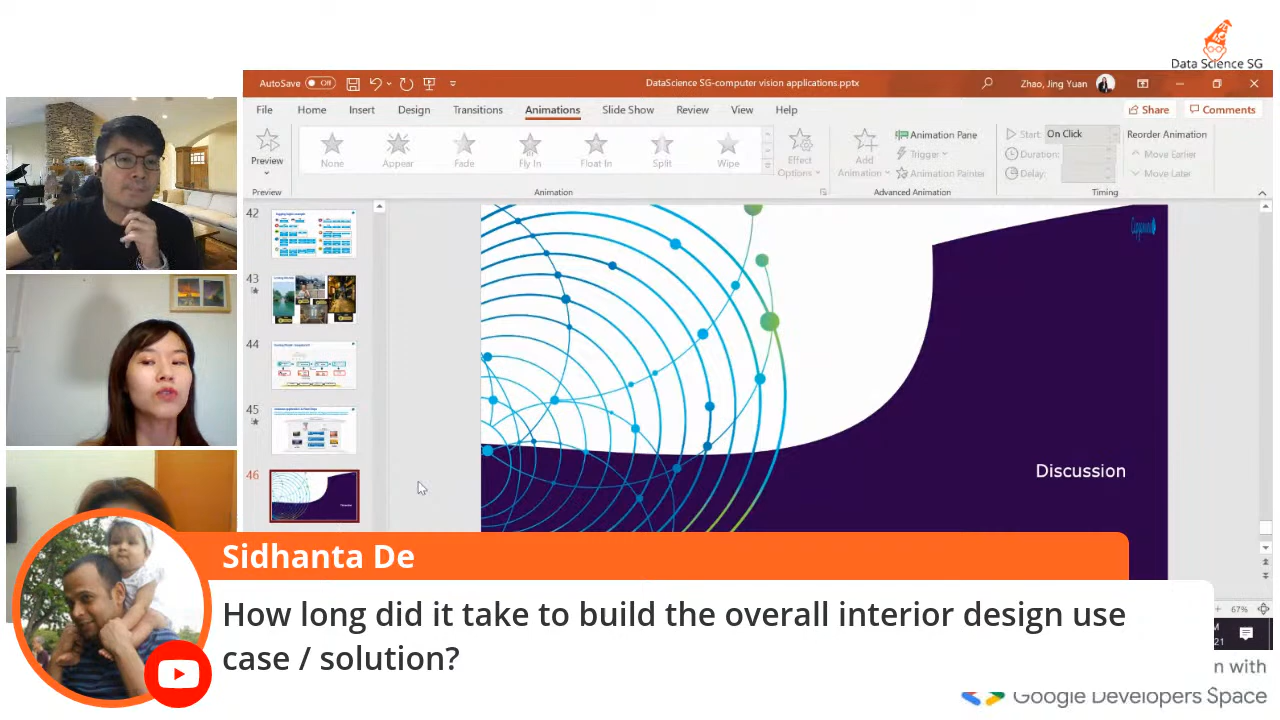 Data Science SG
AutoSave Off
DataScience SG-computer vision applications.pptx
Zhao, Jing Yuan
File Home Insert Design Transitions Animations Slide Show Review View Help
Share Comments
Preview
None Appear Fade Fly In Float In Split Wipe
Effect
Options
Add
Animation
Animation Pane
Trigger
Animation Painter
Start: On Click
Duration:
Delay:
Reorder Animation
Move Earlier
Move Later
Preview Animation Advanced Animation Timing
42
43
44
45
46
Capgemini
Discussion
67%
Sidhanta De
How long did it take to build the overall interior design use
case / solution?
n with
Google Developers Space